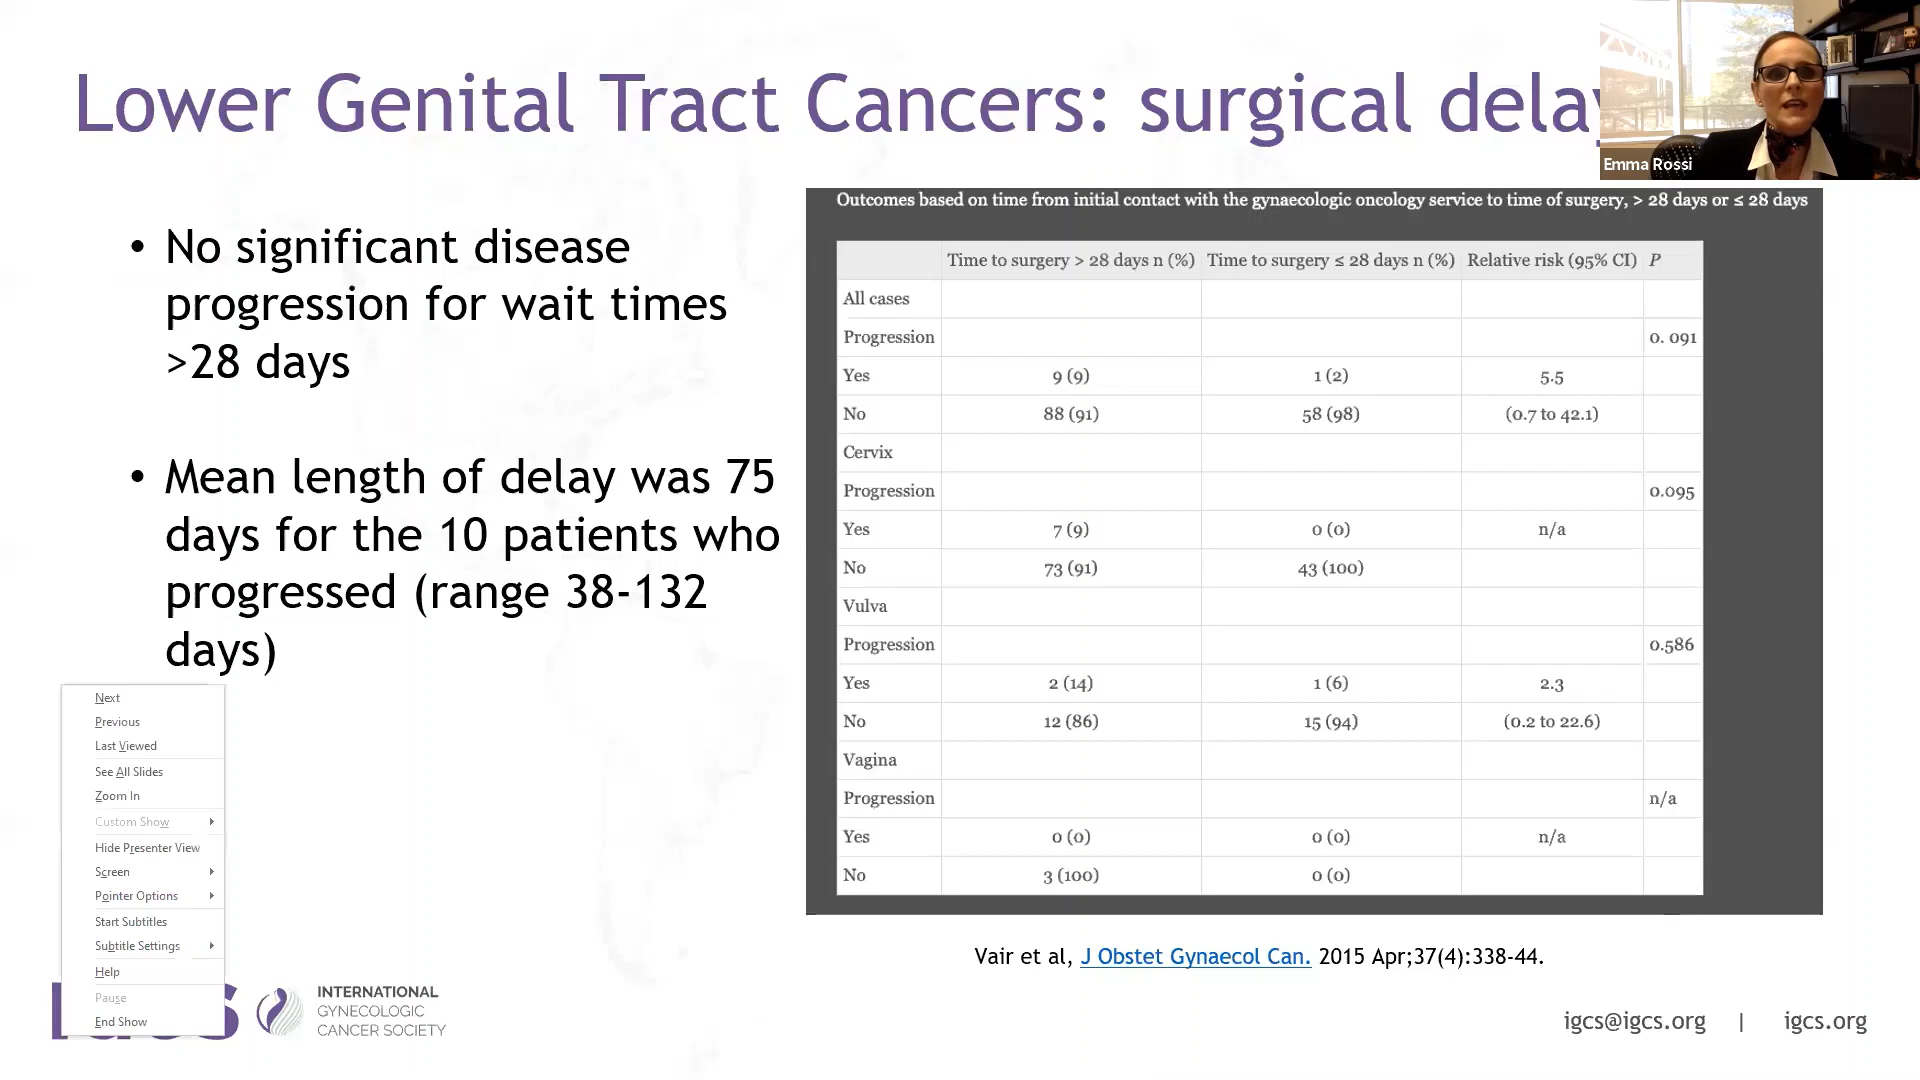 Lower Genital Tract Cancers: surgical delay
Emma Rossi
• No significant disease
progression for wait times
>28 days
• Mean length of delay was 75
days for the 10 patients who
progressed (range 38-132
days)
Outcomes based on time from initial contact with the gynaecologic oncology service to time of surgery, > 28 days or ≤ 28 days
Time to surgery > 28 days n (%) Time to surgery ≤ 28 days n (%) Relative risk (95% CI) P
All cases
Progression 0. 091
Yes 9 (9) 1 (2) 5.5
No 88 (91) 58 (98) (0.7 to 42.1)
Cervix
Progression 0.095
Yes 7 (9) 0 (0) n/a
No 73 (91) 43 (100)
Vulva
Progression 0.586
Yes 2 (14) 1 (6) 2.3
No 12 (86) 15 (94) (0.2 to 22.6)
Vagina
Progression n/a
Yes 0 (0) 0 (0) n/a
No 3 (100) 0 (0)
Vair et al, J Obstet Gynaecol Can. 2015 Apr;37(4):338-44.
Next
Previous
Last Viewed
See All Slides
Zoom In
Custom Show
Hide Presenter View
Screen
Pointer Options
Start Subtitles
Subtitle Settings
Help
Pause
End Show
INTERNATIONAL
GYNECOLOGIC
CANCER SOCIETY
igcs@igcs.org | igcs.org